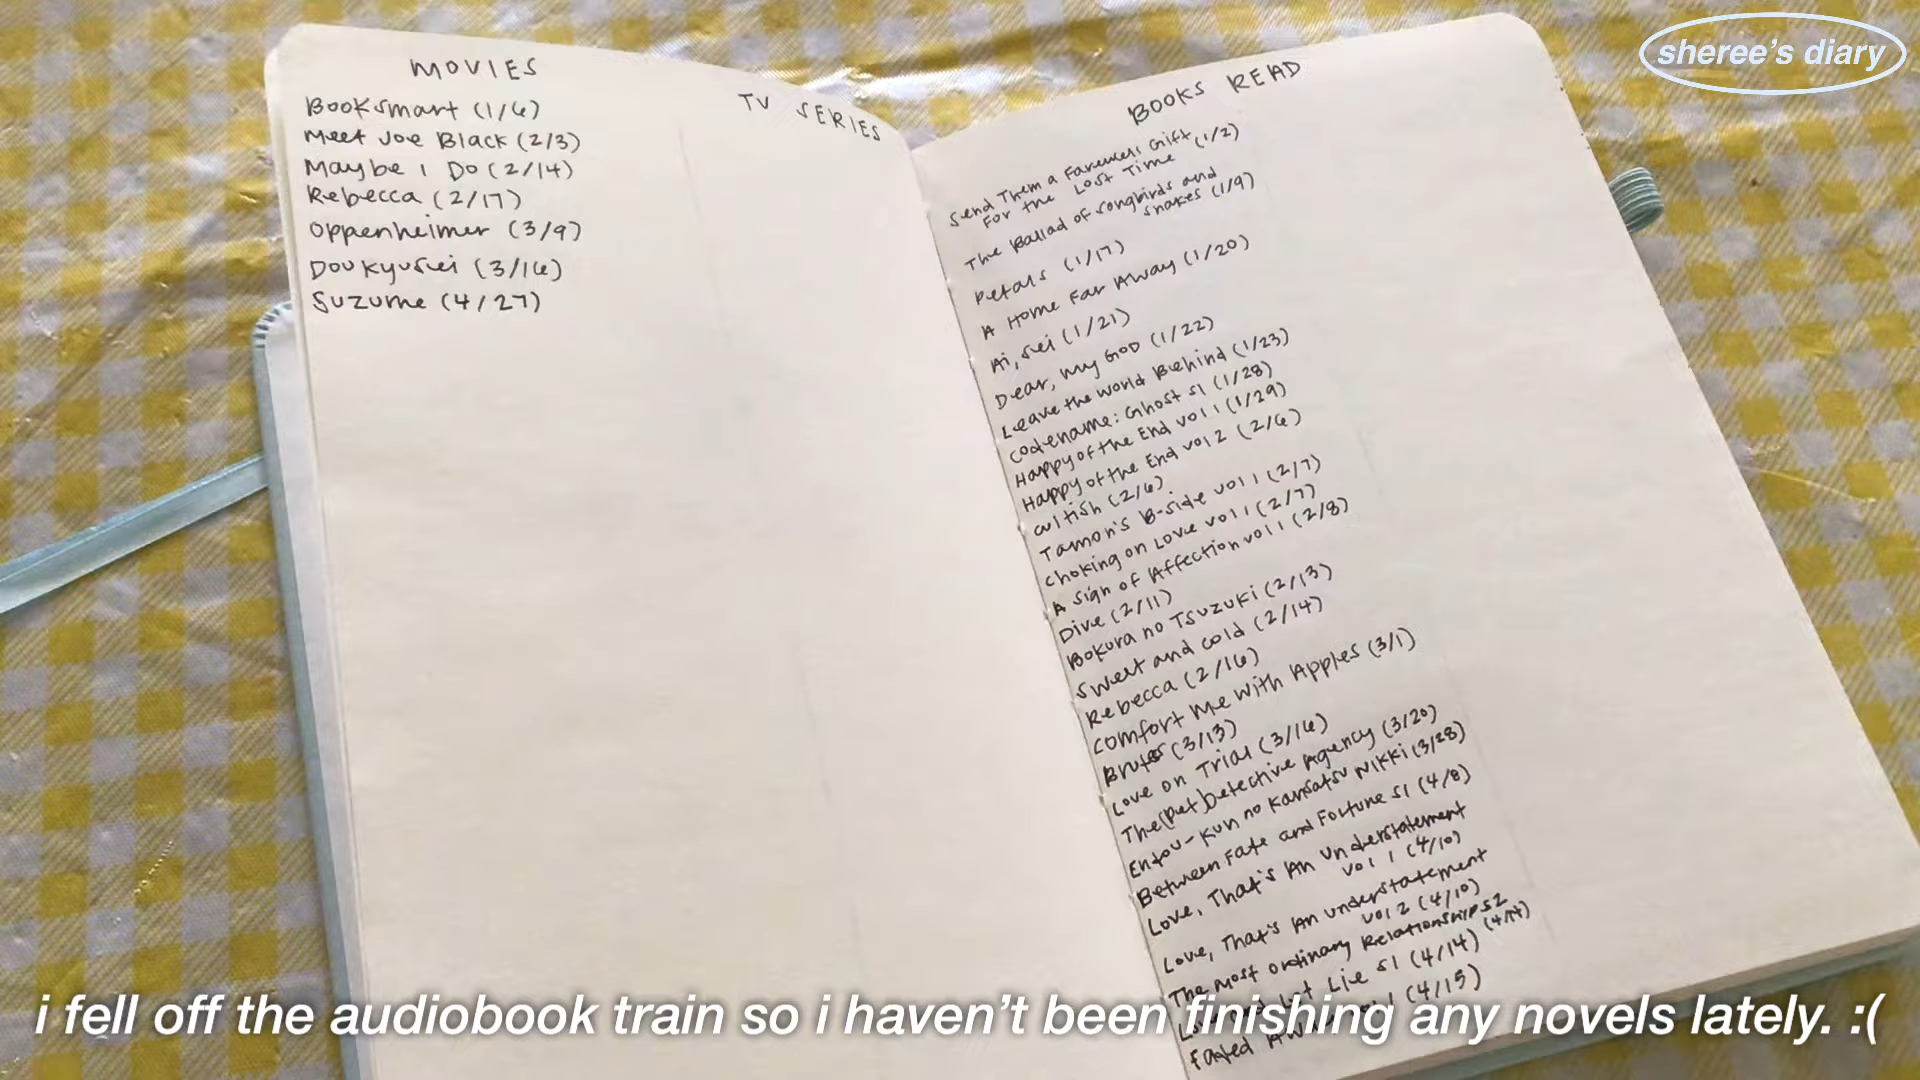 sheree's diary
MOVIES
Booksmart (1/6)
Meet Joe Black (2/3)
Maybe I Do (2/14)
Rebecca (2/17)
Oppenheimer (3/9)
Doukyusei (3/16)
Suzume (4/27)
TV SERIES
BOOKS READ
Send Them a Farewell Gift
For the Lost Time (1/2)
The Ballad of Songbirds and
Snakes (1/9)
Petals (1/17)
A Home Far Away (1/20)
Ai, Sei (1/21)
Dear, My God (1/22)
Leave the World Behind (1/23)
Codename: Ghost S1 (1/28)
Happy of the End vol 1 (1/29)
Happy of the End vol 2 (2/6)
Cultish (2/6)
Tamon's B-Side vol 1 (2/7)
Choking on Love vol 1 (2/7)
A Sign of Affection vol 1 (2/8)
Dive (2/11)
Bokura no Tsuzuki (2/13)
Sweet and Cold (2/14)
Rebecca (2/16)
Comfort Me With Apples (3/1)
Brutes (3/13)
Love on Trial (3/16)
The (Pet) Detective Agency (3/20)
Endou-kun no Kansatsu Nikki (3/28)
Between Fate and Fortune S1 (4/8)
Love, That's An Understatement
vol 1 (4/10)
Love, That's An Understatement
vol 2 (4/10)
The Most Ordinary Relationship S2
(4/14)
Let Lie S1 (4/14)
Faded (4/15)
i fell off the audiobook train so i haven't been finishing any novels lately. :(